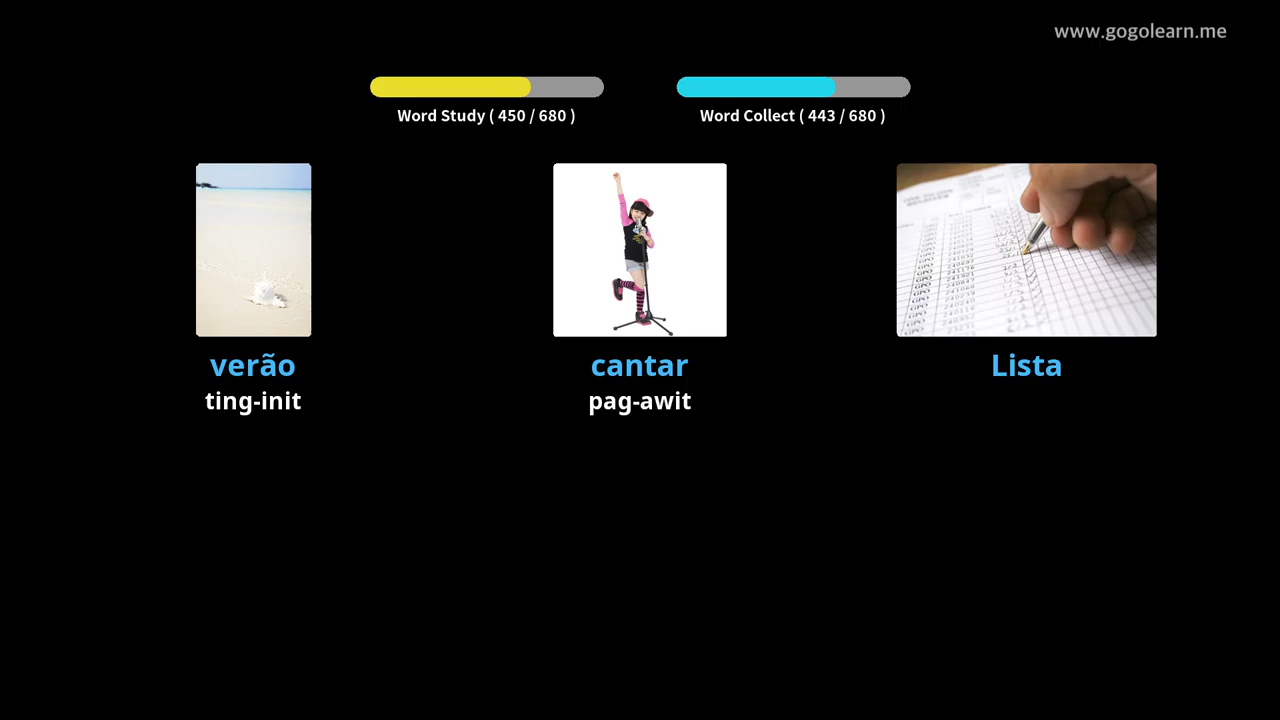 www.gogolearn.me
Word Study ( 450 / 680 )
Word Collect ( 443 / 680 )
verão
cantar
Lista
ting-init
pag-awit